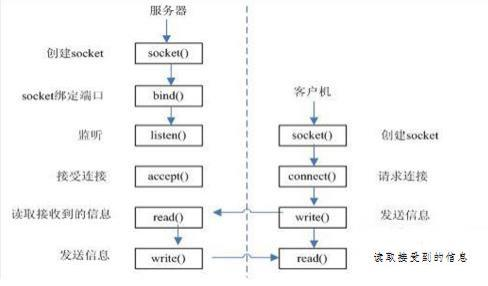 服务器
创建socket
socket()
socket绑定端口
bind()
客户机
监听
listen()
socket()
创建socket
接受连接
accept()
connect()
请求连接
读取接收到的信息
read()
write()
发送信息
发送信息
write()
read()
读取接受到的信息